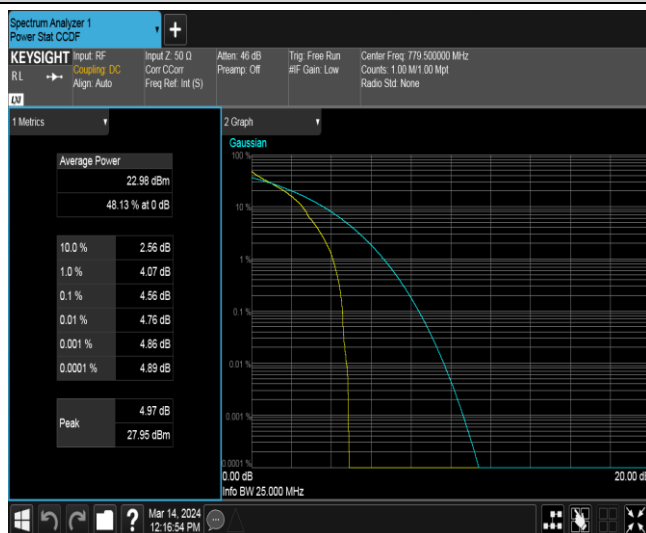 Spectrum Analyzer 1
Power Stat CCDF
+
KEYSIGHT
RL
LXI
Input: RF
Coupling: DC
Align: Auto
Input Z: 50 Ω
Corr CCorr
Freq Ref: Int (S)
Atten: 46 dB
Preamp: Off
Trig: Free Run
#IF Gain: Low
Center Freq: 779.500000 MHz
Counts: 1.00 M/1.00 Mpt
Radio Std: None
1 Metrics
Average Power
22.98 dBm
48.13 % at 0 dB
10.0 % 2.56 dB
1.0 % 4.07 dB
0.1 % 4.56 dB
0.01 % 4.76 dB
0.001 % 4.86 dB
0.0001 % 4.89 dB
Peak
4.97 dB
27.95 dBm
2 Graph
Gaussian
100 %
10 %
1 %
0.1 %
0.01 %
0.001 %
0.0001 %
0.00 dB 20.00 dB
Info BW 25.000 MHz
?
Mar 14, 2024
12:16:54 PM